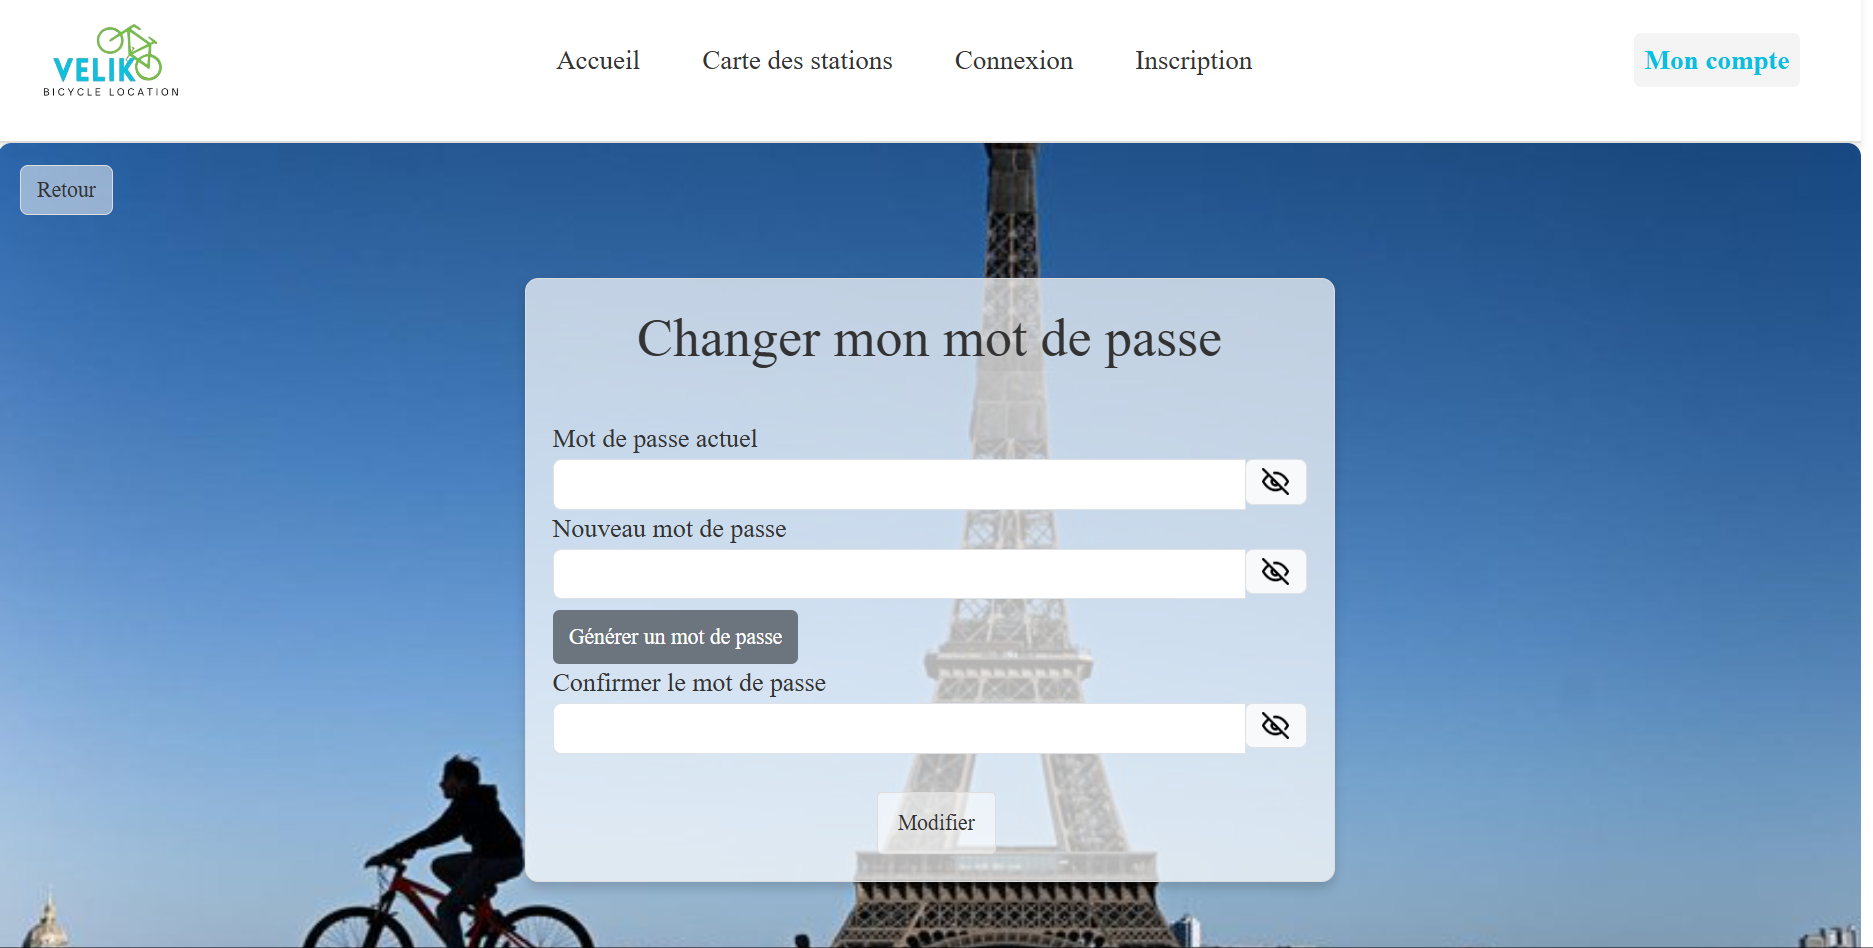 VELIKO
BICYCLE LOCATION
Accueil
Carte des stations
Connexion
Inscription
Mon compte
Retour
Changer mon mot de passe
Mot de passe actuel
Nouveau mot de passe
Générer un mot de passe
Confirmer le mot de passe
Modifier